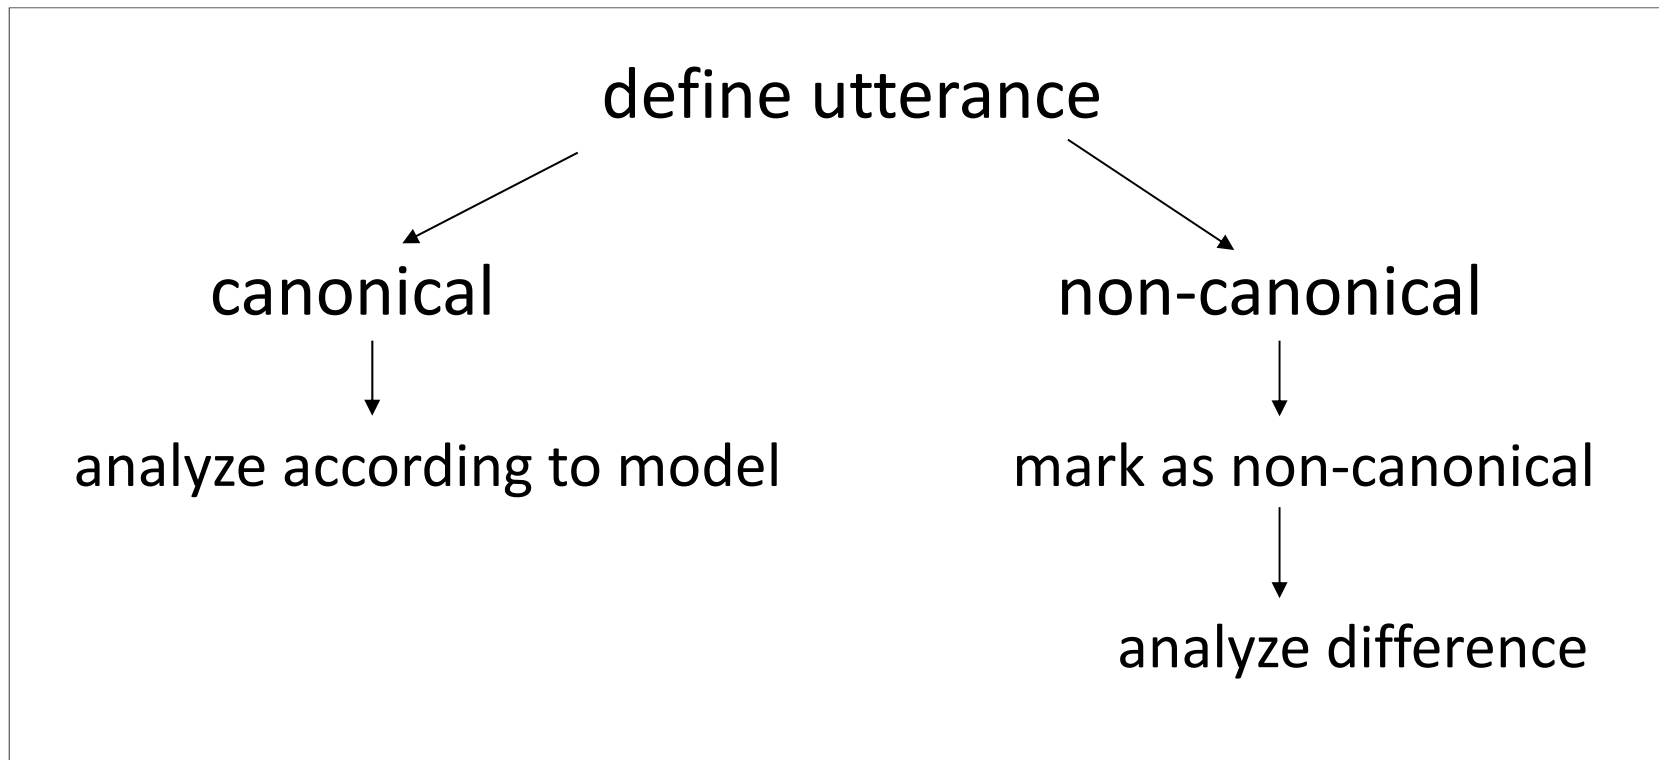 define utterance
canonical
non-canonical
analyze according to model
mark as non-canonical
analyze difference